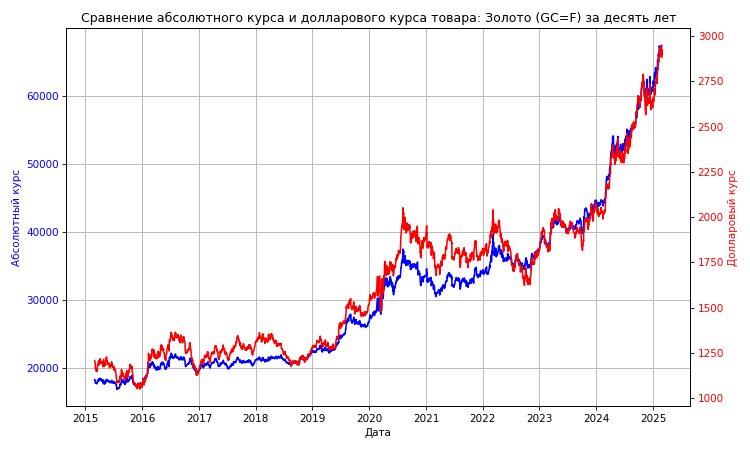 Сравнение абсолютного курса и долларового курса товара: Золото (GC=F) за десять лет
Абсолютный курс
60000
50000
40000
30000
20000
3000
2750
2500
2250
2000
1750
1500
1250
1000
Долларовый курс
2015 2016 2017 2018 2019 2020 2021 2022 2023 2024 2025
Дата